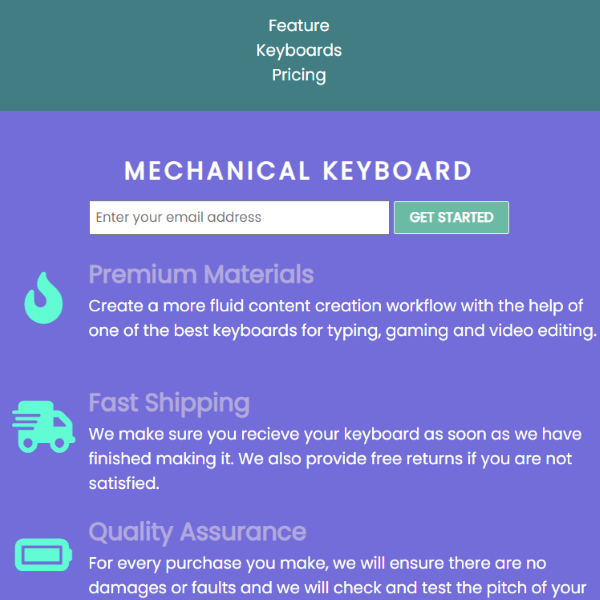 Feature
Keyboards
Pricing
MECHANICAL KEYBOARD
Enter your email address GET STARTED
Premium Materials
Create a more fluid content creation workflow with the help of
one of the best keyboards for typing, gaming and video editing.
Fast Shipping
We make sure you recieve your keyboard as soon as we have
finished making it. We also provide free returns if you are not
satisfied.
Quality Assurance
For every purchase you make, we will ensure there are no
damages or faults and we will check and test the pitch of your